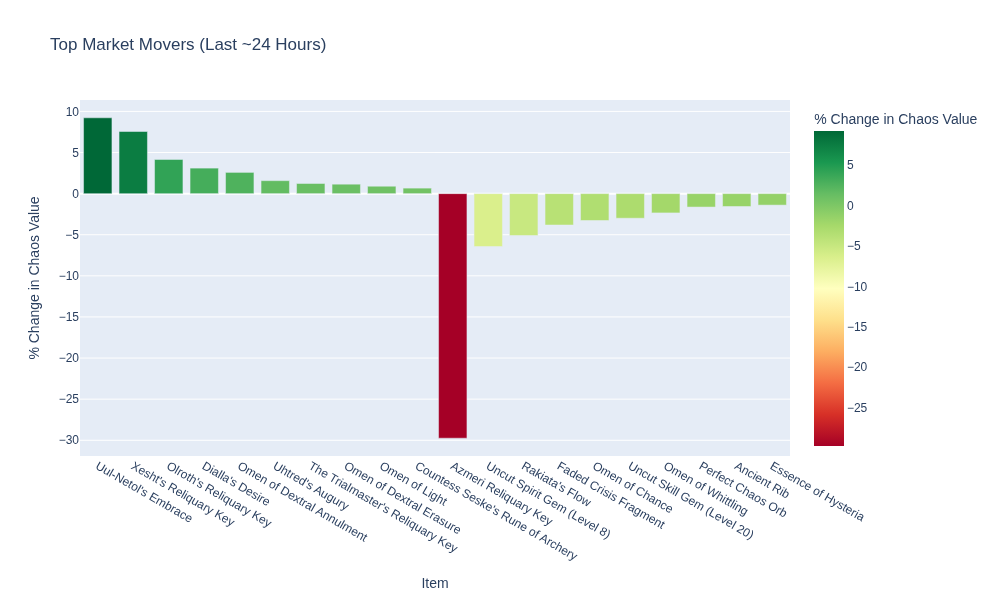 Top Market Movers (Last ~24 Hours)
% Change in Chaos Value
10
5
0
−5
−10
−15
−20
−25
−30
% Change in Chaos Value
5
0
−5
−10
−15
−20
−25
Uul-Netol's Embrace
Xesht's Reliquary Key
Olroth's Reliquary Key
Dialla's Desire
Omen of Dextral Annulment
Uhtred's Augury
The Trialmaster's Reliquary Key
Omen of Dextral Erasure
Omen of Light
Countess Seske's Rune of Archery
Azmeri Reliquary Key
Uncut Spirit Gem (Level 8)
Rakiata's Flow
Faded Crisis Fragment
Omen of Chance
Uncut Skill Gem (Level 20)
Omen of Whittling
Perfect Chaos Orb
Ancient Rib
Essence of Hysteria
Item